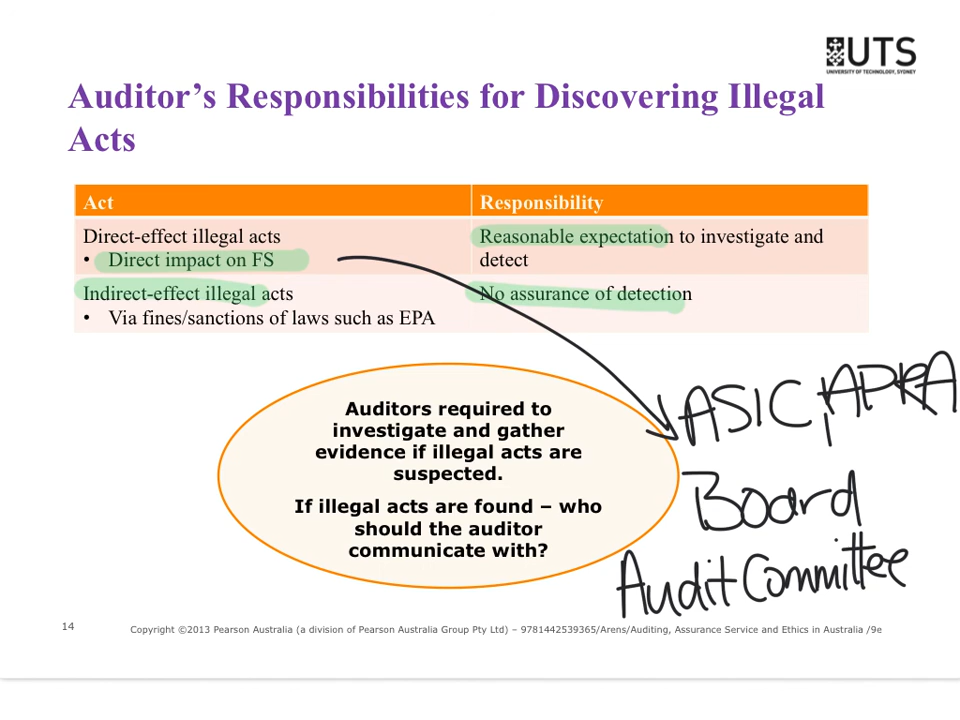 UTS
UNIVERSITY OF TECHNOLOGY, SYDNEY
Auditor's Responsibilities for Discovering Illegal
Acts
Act
Responsibility
Direct-effect illegal acts
• Direct impact on FS
Reasonable expectation to investigate and
detect
Indirect-effect illegal acts
• Via fines/sanctions of laws such as EPA
No assurance of detection
Auditors required to
investigate and gather
evidence if illegal acts are
suspected.
If illegal acts are found – who
should the auditor
communicate with?
ASIC, APRA
Board
Audit Committee
14
Copyright ©2013 Pearson Australia (a division of Pearson Australia Group Pty Ltd) – 9781442539365/Arens/Auditing, Assurance Service and Ethics in Australia /9e